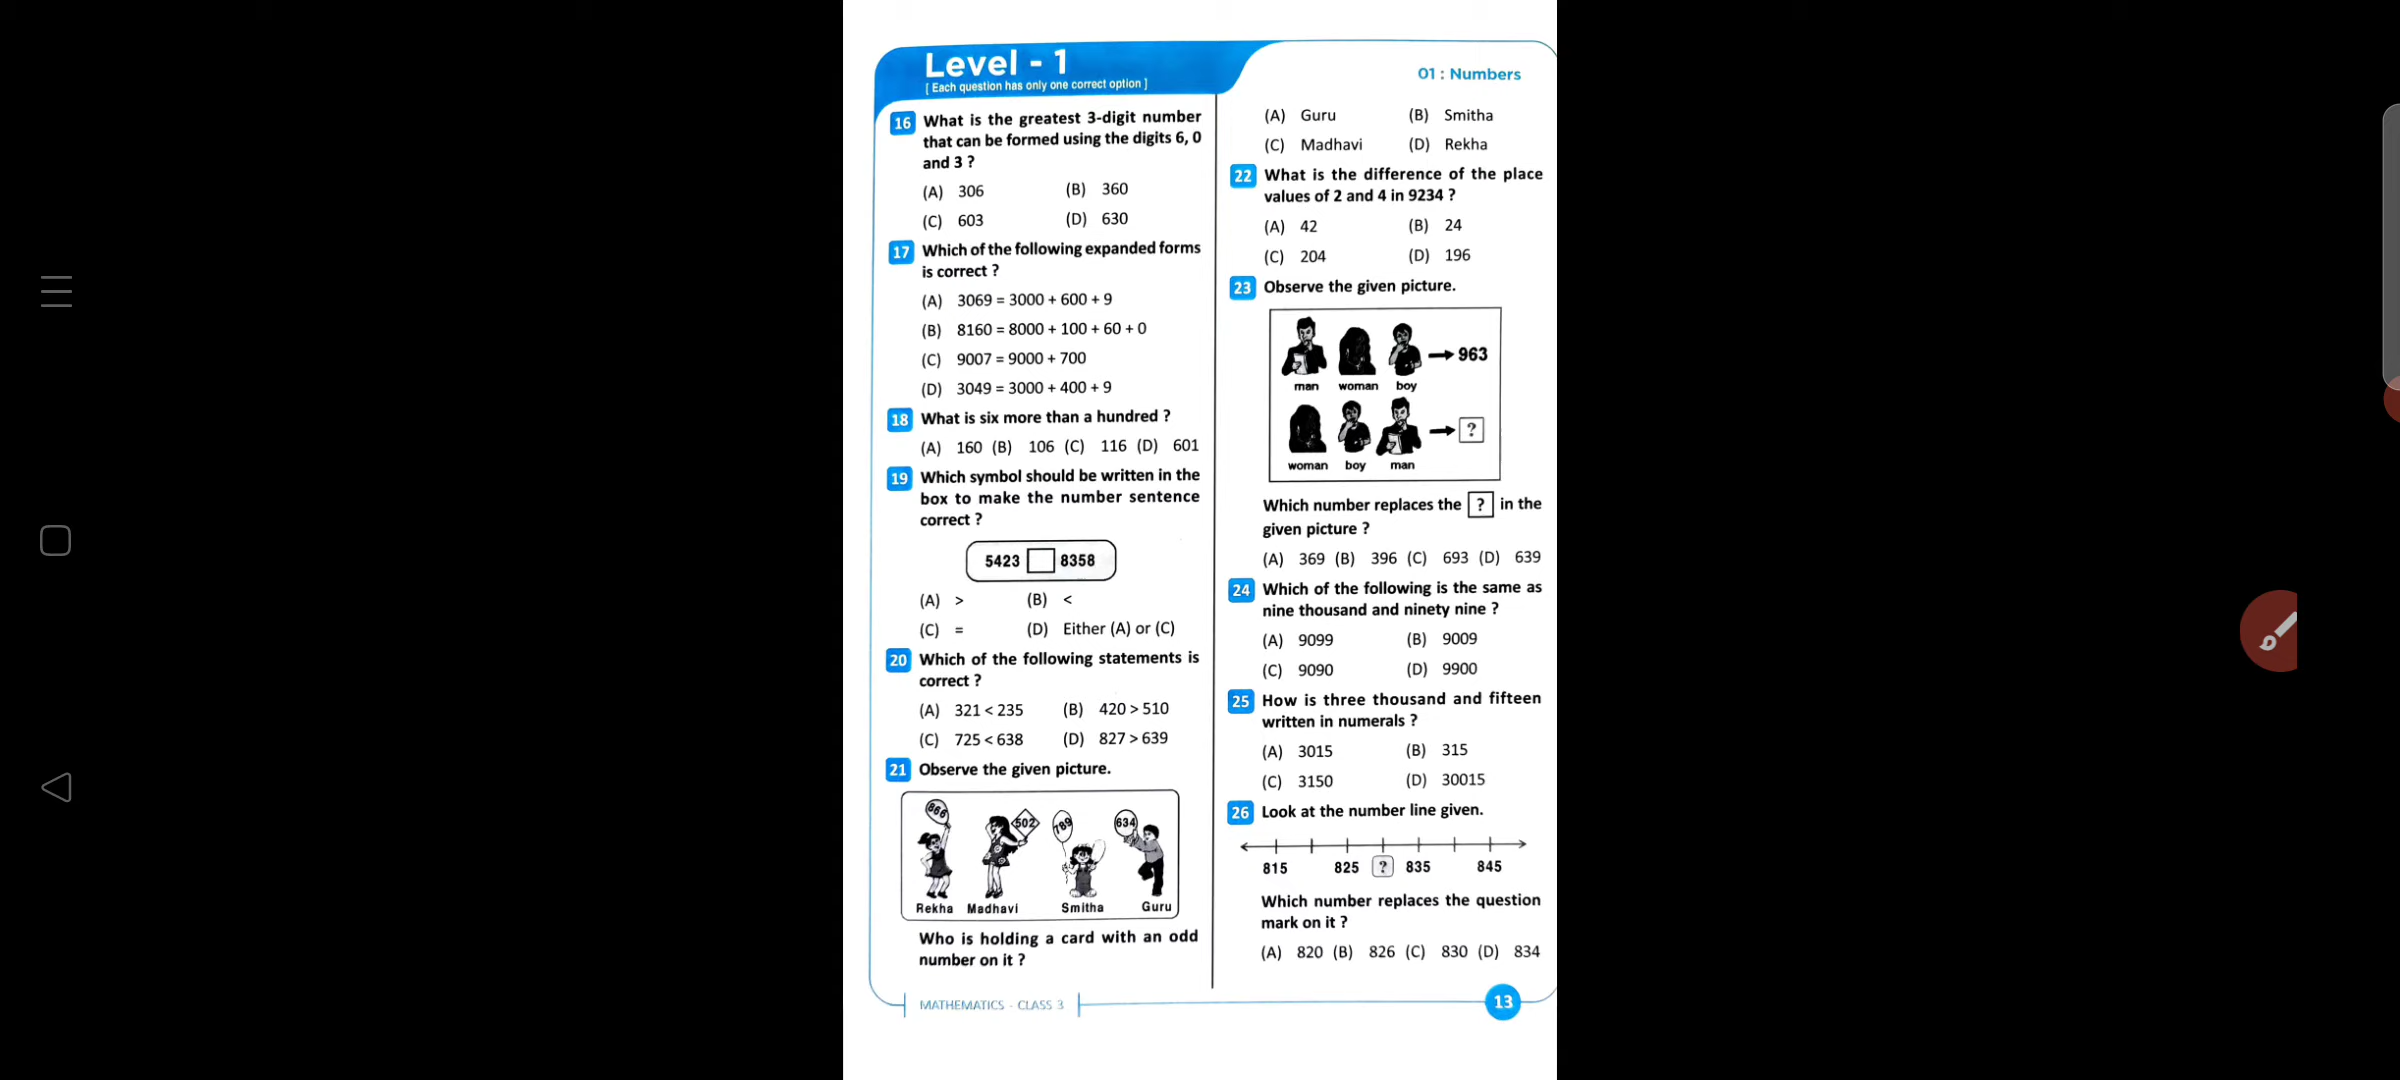 Level - 1
[ Each question has only one correct option ]
01 : Numbers
16 What is the greatest 3-digit number
that can be formed using the digits 6, 0
and 3 ?
(A) 306 (B) 360
(C) 603 (D) 630
17 Which of the following expanded forms
is correct ?
(A) 3069 = 3000 + 600 + 9
(B) 8160 = 8000 + 100 + 60 + 0
(C) 9007 = 9000 + 700
(D) 3049 = 3000 + 400 + 9
18 What is six more than a hundred ?
(A) 160 (B) 106 (C) 116 (D) 601
19 Which symbol should be written in the
box to make the number sentence
correct ?
5423 8358
(A) > (B) <
(C) = (D) Either (A) or (C)
20 Which of the following statements is
correct ?
(A) 321 < 235 (B) 420 > 510
(C) 725 < 638 (D) 827 > 639
21 Observe the given picture.
866 502 789 634
Rekha Madhavi Smitha Guru
Who is holding a card with an odd
number on it ?
(A) Guru (B) Smitha
(C) Madhavi (D) Rekha
22 What is the difference of the place
values of 2 and 4 in 9234 ?
(A) 42 (B) 24
(C) 204 (D) 196
23 Observe the given picture.
963
man woman boy
?
woman boy man
Which number replaces the ? in the
given picture ?
(A) 369 (B) 396 (C) 693 (D) 639
24 Which of the following is the same as
nine thousand and ninety nine ?
(A) 9099 (B) 9009
(C) 9090 (D) 9900
25 How is three thousand and fifteen
written in numerals ?
(A) 3015 (B) 315
(C) 3150 (D) 30015
26 Look at the number line given.
815 825 ? 835 845
Which number replaces the question
mark on it ?
(A) 820 (B) 826 (C) 830 (D) 834
MATHEMATICS - CLASS 3
13